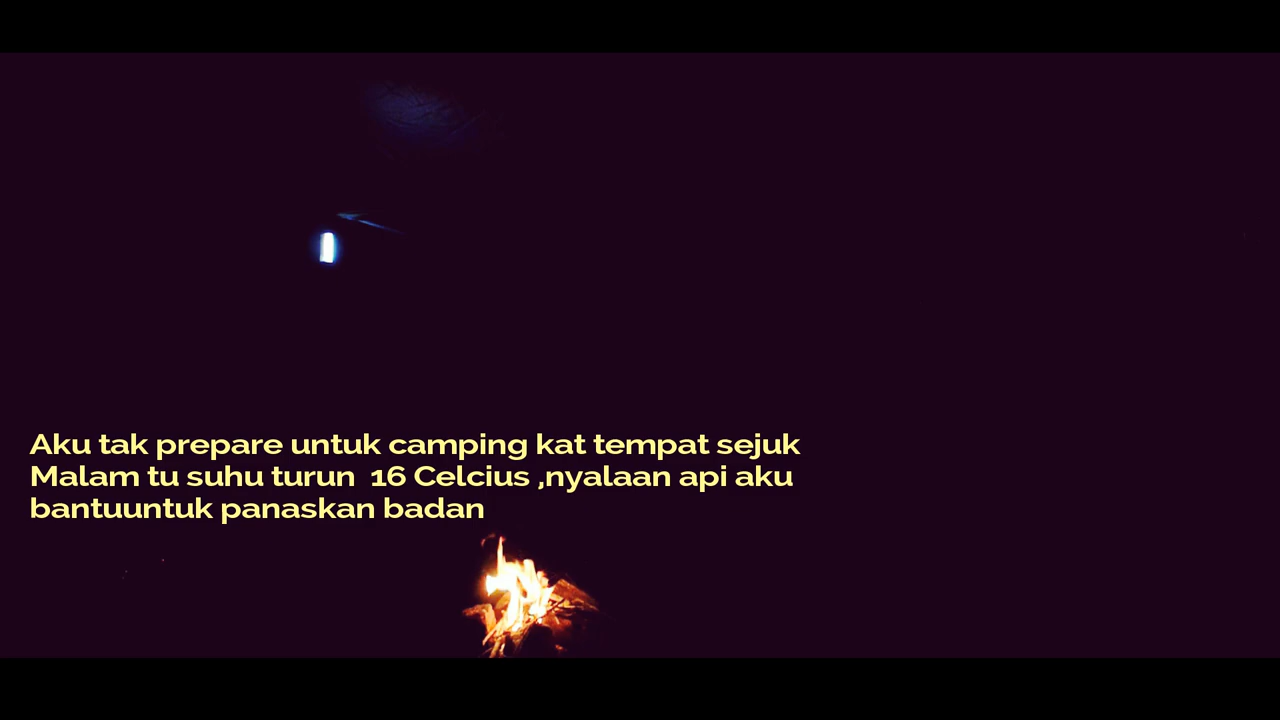 Aku tak prepare untuk camping kat tempat sejuk
Malam tu suhu turun  16 Celcius ,nyalaan api aku
bantuuntuk panaskan badan